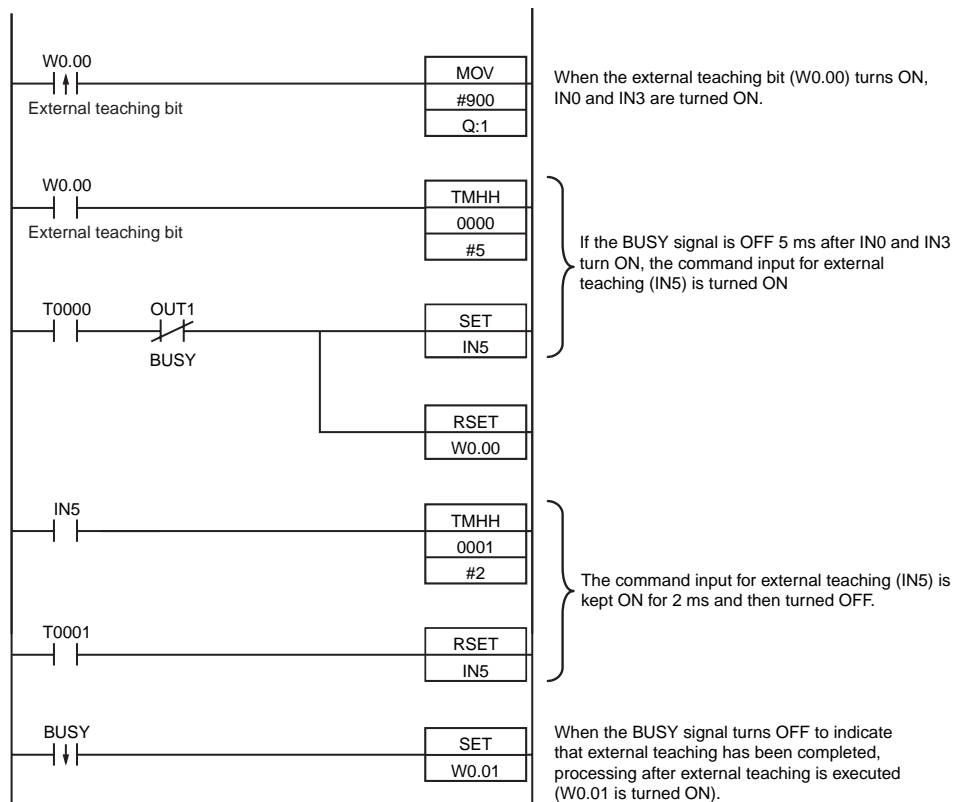 W0.00
External teaching bit
MOV
#900
Q:1
When the external teaching bit (W0.00) turns ON,
IN0 and IN3 are turned ON.
W0.00
External teaching bit
TMHH
0000
#5
If the BUSY signal is OFF 5 ms after IN0 and IN3
turn ON, the command input for external
teaching (IN5) is turned ON
T0000
OUT1
BUSY
SET
IN5
RSET
W0.00
IN5
TMHH
0001
#2
The command input for external teaching (IN5) is
kept ON for 2 ms and then turned OFF.
T0001
RSET
IN5
BUSY
SET
W0.01
When the BUSY signal turns OFF to indicate
that external teaching has been completed,
processing after external teaching is executed
(W0.01 is turned ON).